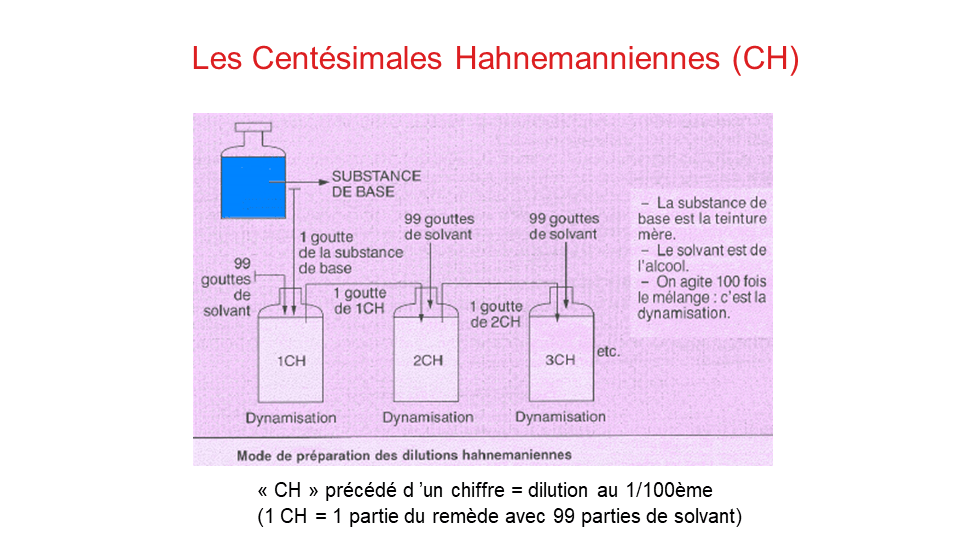 Les Centésimales Hahnemanniennes (CH)
SUBSTANCE
DE BASE
1 goutte
de la substance
de base
99
gouttes
de
solvant
1 goutte
de 1CH
99 gouttes
de solvant
1 goutte
de 2CH
99 gouttes
de solvant
1CH
2CH
3CH
etc.
Dynamisation
Dynamisation
Dynamisation
– La substance de
base est la teinture
mère.
– Le solvant est de
l'alcool.
– On agite 100 fois
le mélange : c'est la
dynamisation.
Mode de préparation des dilutions hahnemaniennes
« CH » précédé d ’un chiffre = dilution au 1/100ème
(1 CH = 1 partie du remède avec 99 parties de solvant)